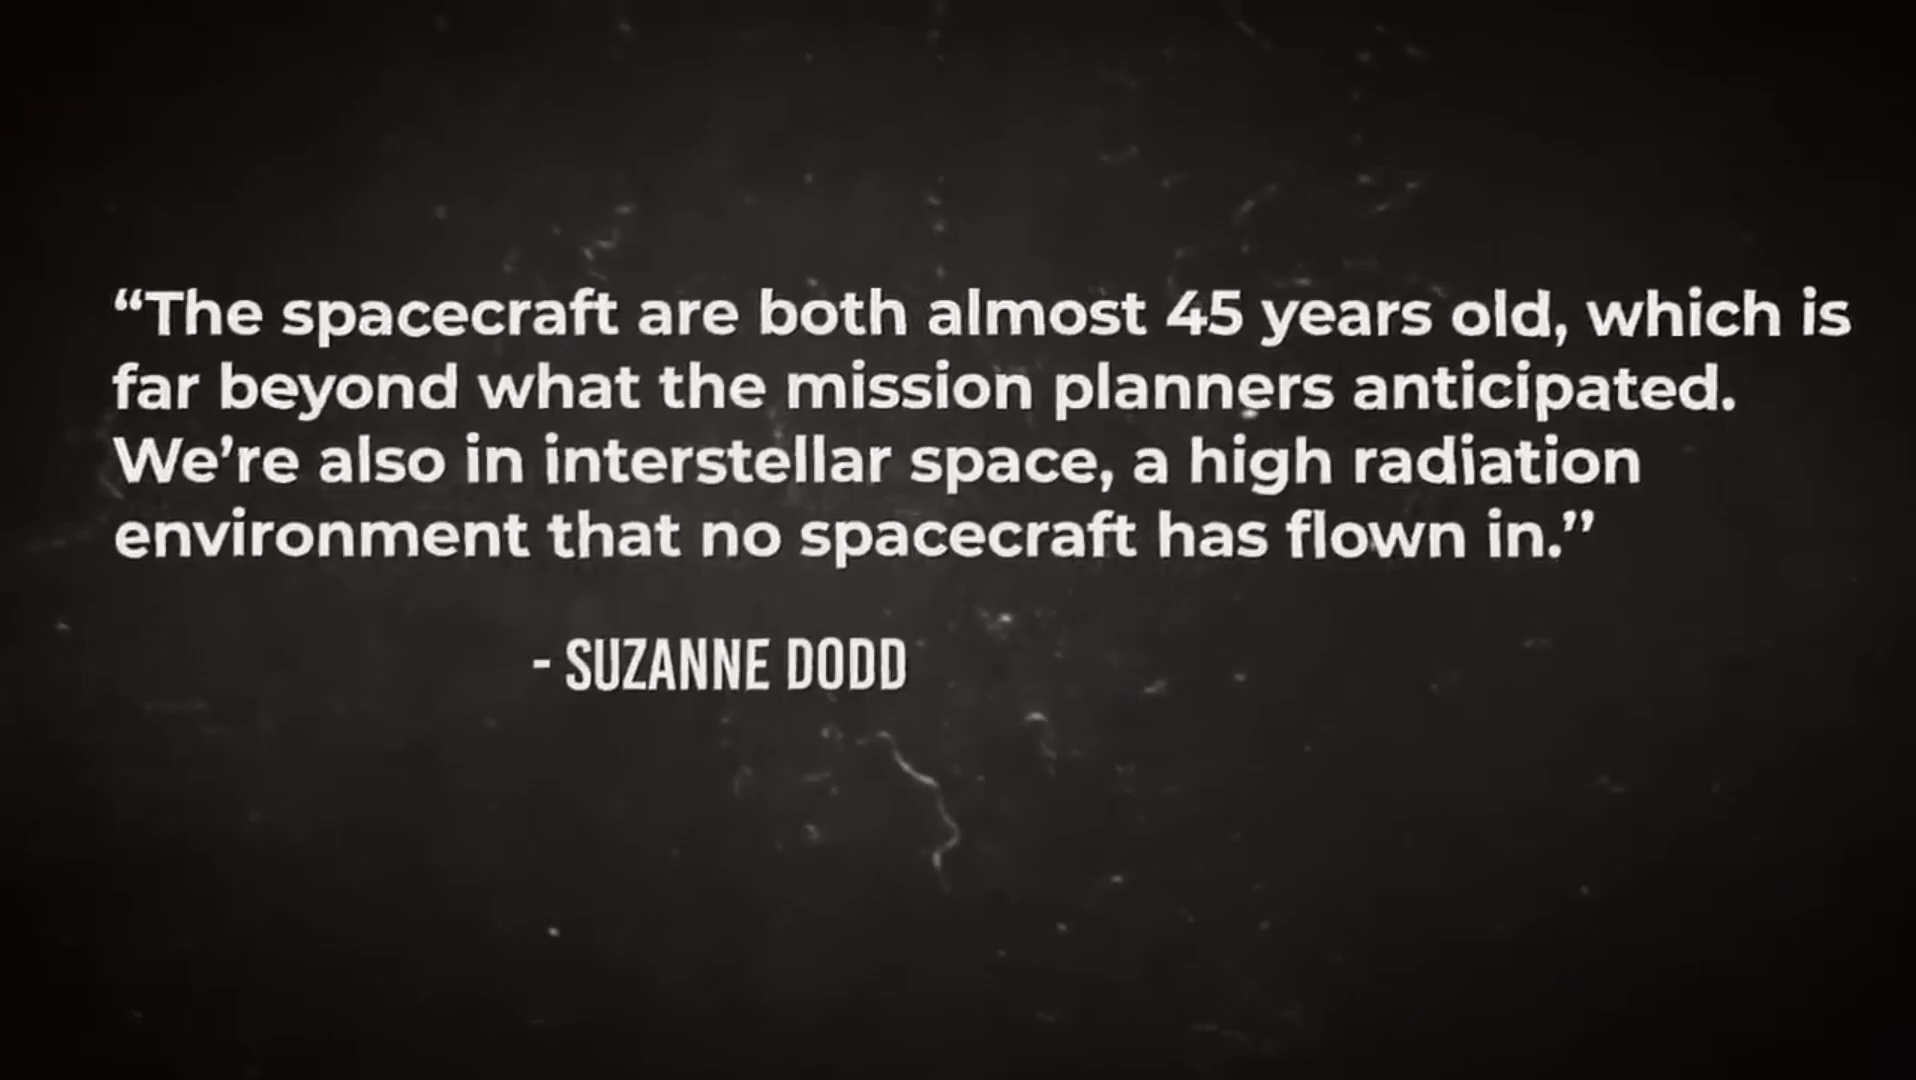 “The spacecraft are both almost 45 years old, which is
far beyond what the mission planners anticipated.
We’re also in interstellar space, a high radiation
environment that no spacecraft has flown in.”
- SUZANNE DODD